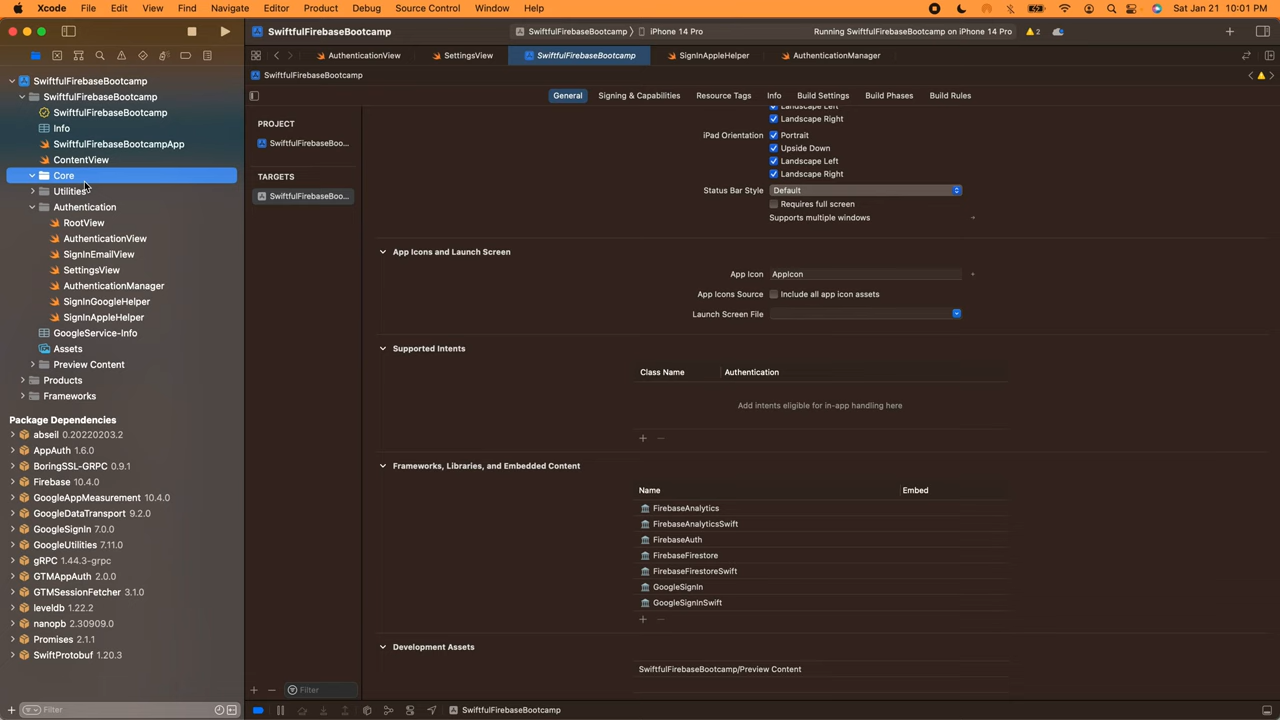 Xcode File Edit View Find Navigate Editor Product Debug Source Control Window Help Sat Jan 21 10:01 PM
SwiftfulFirebaseBootcamp SwiftfulFirebaseBootcamp iPhone 14 Pro Running SwiftfulFirebaseBootcamp on iPhone 14 Pro 2
AuthenticationView SettingsView SwiftfulFirebaseBootcamp SignInAppleHelper AuthenticationManager
SwiftfulFirebaseBootcamp
General Signing & Capabilities Resource Tags Info Build Settings Build Phases Build Rules
SwiftfulFirebaseBootcamp
SwiftfulFirebaseBootcamp
SwiftfulFirebaseBootcamp
Info
SwiftfulFirebaseBootcampApp
ContentView
Core
Utilities
Authentication
RootView
AuthenticationView
SignInEmailView
SettingsView
AuthenticationManager
SignInGoogleHelper
SignInAppleHelper
GoogleService-Info
Assets
Preview Content
Products
Frameworks
Package Dependencies
abseil 0.20220203.2
AppAuth 1.6.0
BoringSSL-GRPC 0.9.1
Firebase 10.4.0
GoogleAppMeasurement 10.4.0
GoogleDataTransport 9.2.0
GoogleSignIn 7.0.0
GoogleUtilities 7.11.0
gRPC 1.44.3-grpc
GTMAppAuth 2.0.0
GTMSessionFetcher 3.1.0
leveldb 1.22.2
nanopb 2.30909.0
Promises 2.1.1
SwiftProtobuf 1.20.3
Filter
PROJECT
SwiftfulFirebaseBoo...
TARGETS
SwiftfulFirebaseBoo...
Filter
Landscape Left
Landscape Right
iPad Orientation Portrait
Upside Down
Landscape Left
Landscape Right
Status Bar Style Default
Requires full screen
Supports multiple windows
App Icons and Launch Screen
App Icon AppIcon
App Icons Source Include all app icon assets
Launch Screen File
Supported Intents
Class Name Authentication
Add intents eligible for in-app handling here
Frameworks, Libraries, and Embedded Content
Name Embed
FirebaseAnalytics
FirebaseAnalyticsSwift
FirebaseAuth
FirebaseFirestore
FirebaseFirestoreSwift
GoogleSignIn
GoogleSignInSwift
Development Assets
SwiftfulFirebaseBootcamp/Preview Content
SwiftfulFirebaseBootcamp